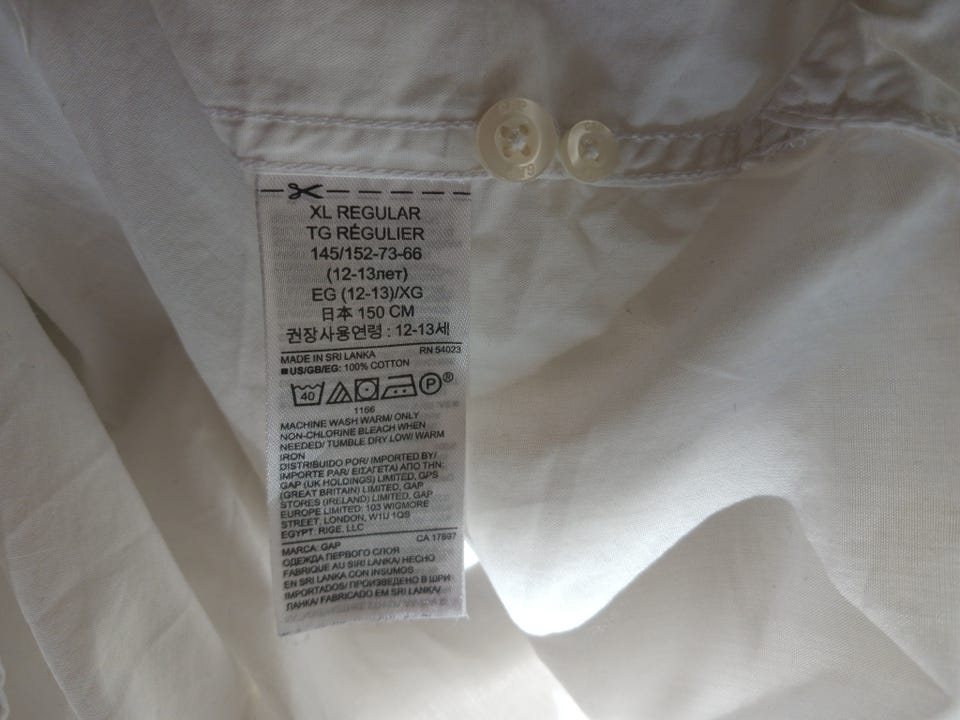 XL REGULAR
TG RÉGULIER
145/152-73-66
(12-13лет)
EG (12-13)/XG
日本 150 CM
권장사용연령 : 12-13세
MADE IN SRI LANKA RN 54023
■US/GB/EG: 100% COTTON
40 P®
1166
MACHINE WASH WARM/ ONLY
NON-CHLORINE BLEACH WHEN
NEEDED/ TUMBLE DRY LOW/ WARM
IRON
DISTRIBUIDO POR/ IMPORTED BY/
IMPORTE PAR/ ΕΙΣΑΓΕΤΑΙ ΑΠΟ ΤΗΝ:
GAP (UK HOLDINGS) LIMITED, GPS
(GREAT BRITAIN) LIMITED, GAP
STORES (IRELAND) LIMITED, GAP
EUROPE LIMITED; 103 WIGMORE
STREET, LONDON, W1U 1QS
EGYPT: RIGE, LLC
CA 17897
MARCA: GAP
ОДЕЖДА ПЕРВОГО СЛОЯ
FABRIQUE AU SRI LANKA/ HECHO
EN SRI LANKA CON INSUMOS
IMPORTADOS/ ПРОИЗВЕДЕНО В ШРИ
ЛАНКА/ FABRICADO EM SRI LANKA/